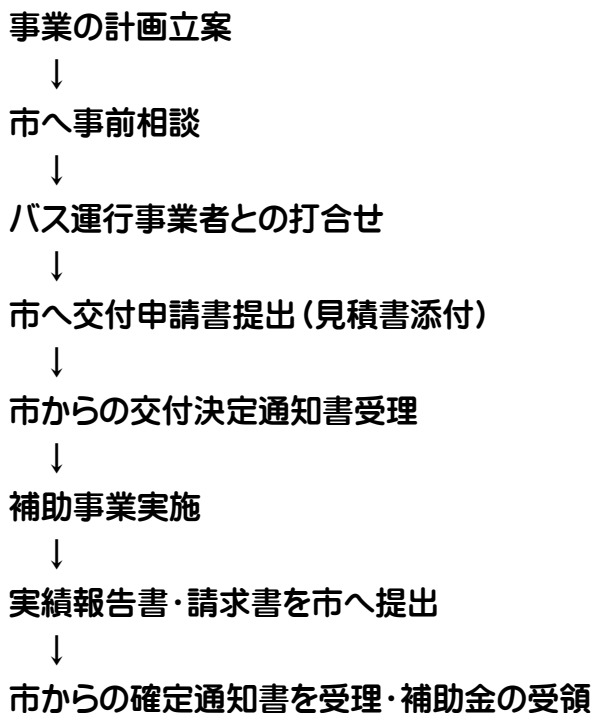 事業の計画立案
↓
市へ事前相談
↓
バス運行事業者との打合せ
↓
市へ交付申請書提出(見積書添付)
↓
市からの交付決定通知書受理
↓
補助事業実施
↓
実績報告書・請求書を市へ提出
↓
市からの確定通知書を受理・補助金の受領